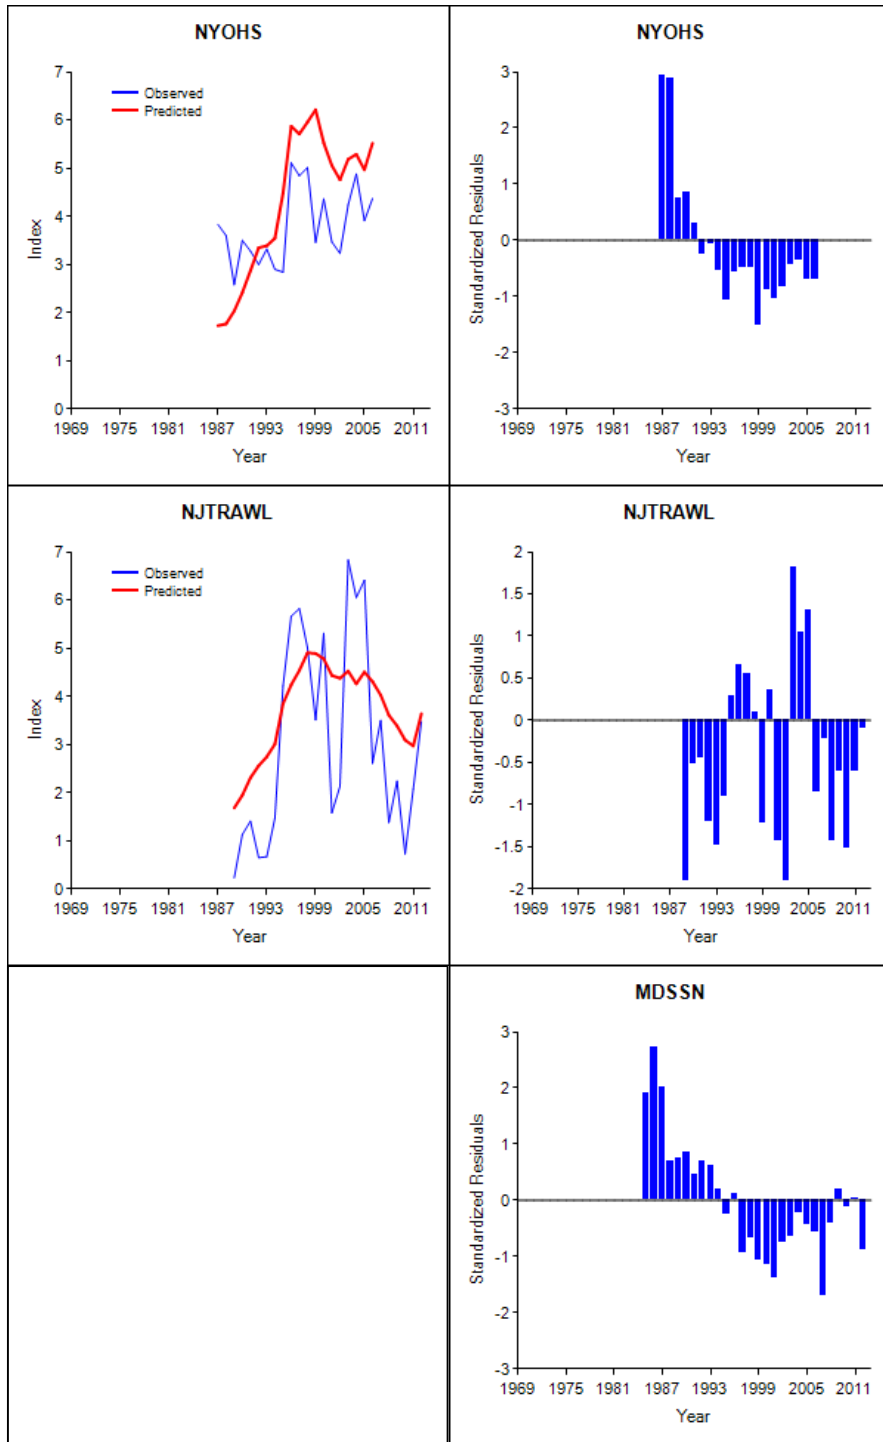 NYOHS
7
6
5
4
3
2
1
0
Index
Observed
Predicted
1969 1975 1981 1987 1993 1999 2005 2011
Year
NYOHS
3
2
1
0
-1
-2
-3
Standardized Residuals
1969 1975 1981 1987 1993 1999 2005 2011
Year
NJTRAWL
7
6
5
4
3
2
1
0
Index
Observed
Predicted
1969 1975 1981 1987 1993 1999 2005 2011
Year
NJTRAWL
2
1.5
1
0.5
0
-0.5
-1
-1.5
-2
Standardized Residuals
1969 1975 1981 1987 1993 1999 2005 2011
Year
MDSSN
3
2
1
0
-1
-2
-3
Standardized Residuals
1969 1975 1981 1987 1993 1999 2005 2011
Year